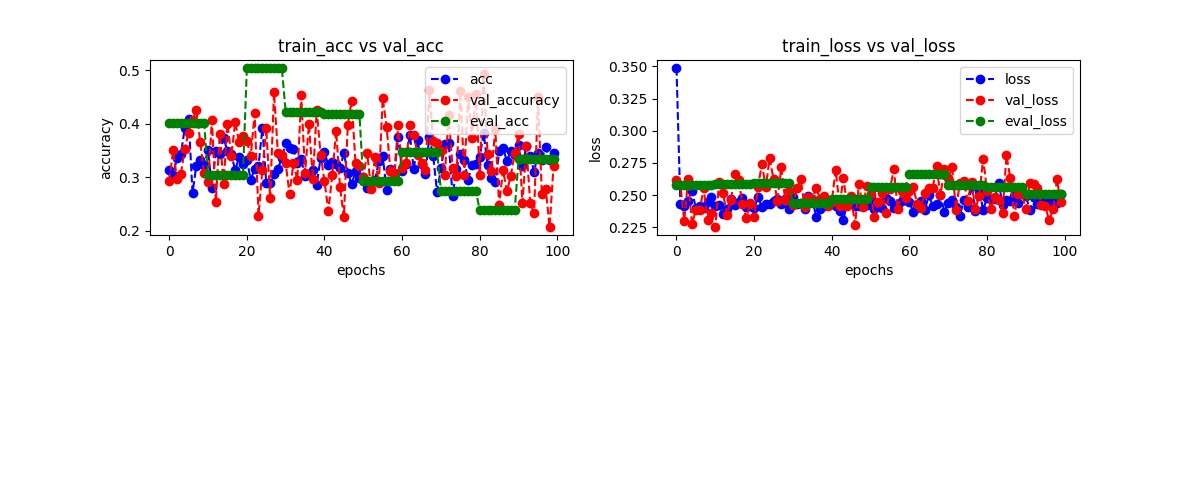 train_acc vs val_acc
0.5
0.4
0.3
0.2
accuracy
0
20
40
60
80
100
epochs
acc
val_accuracy
eval_acc
train_loss vs val_loss
0.350
0.325
0.300
0.275
0.250
0.225
loss
0
20
40
60
80
100
epochs
loss
val_loss
eval_loss